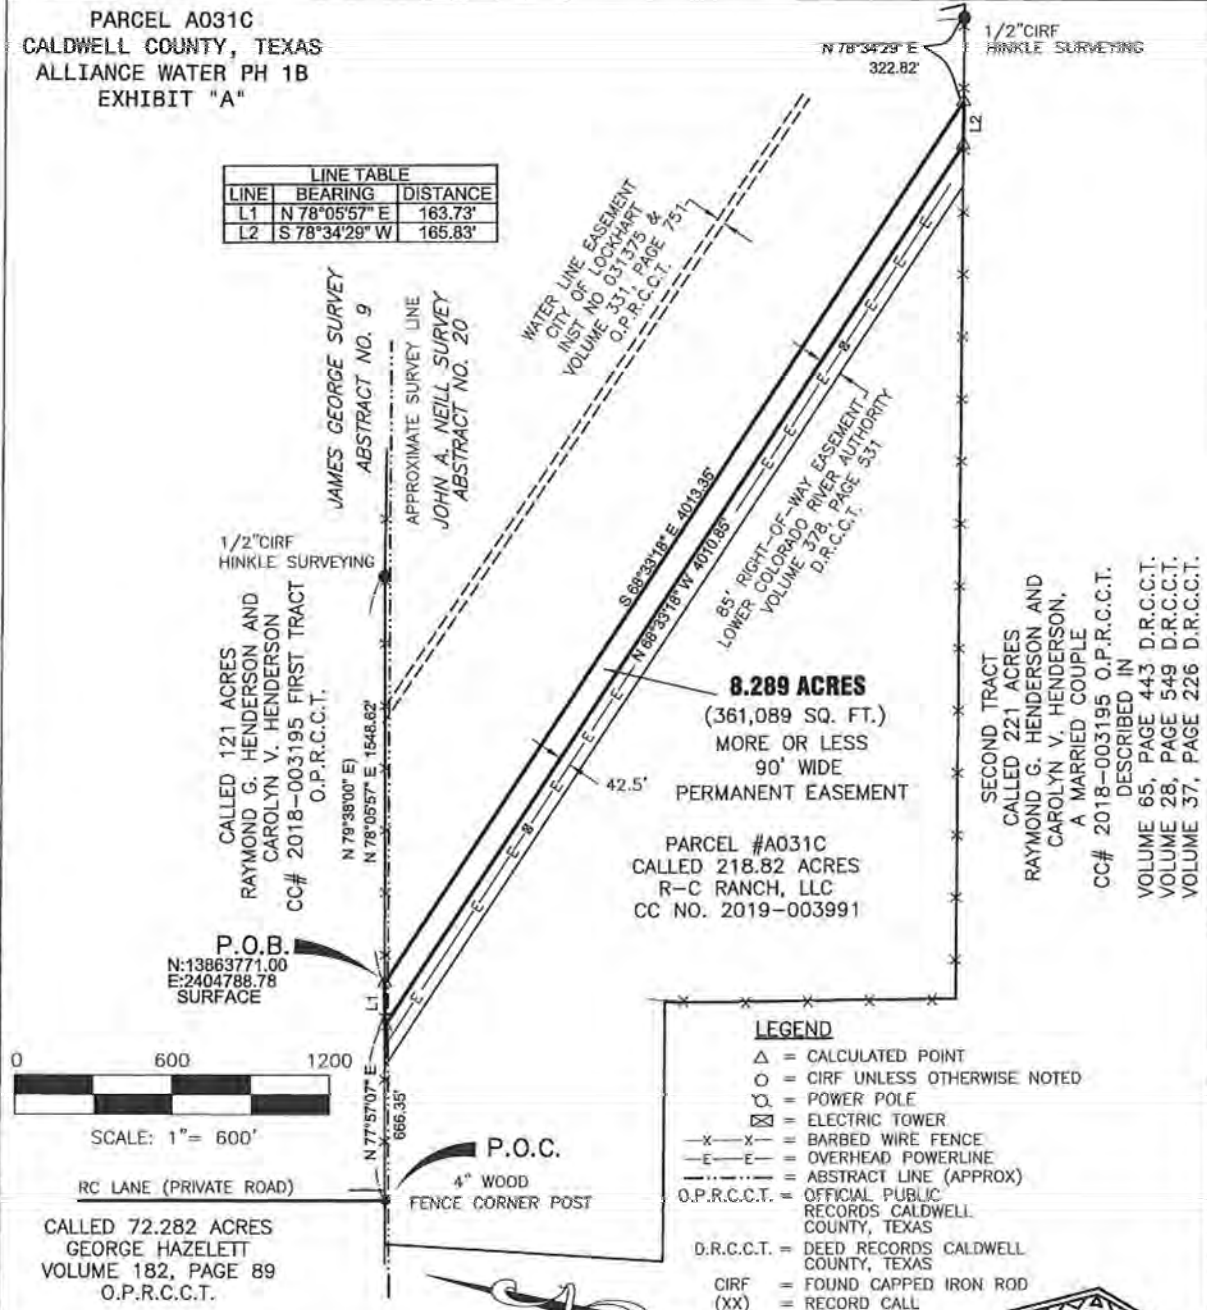 PARCEL A031C
CALDWELL COUNTY, TEXAS
ALLIANCE WATER PH 1B
EXHIBIT "A"
1/2"CIRF
HINKLE SURVEYING
N 78°34'29" E
322.82'
L2
LINE TABLE
LINE BEARING DISTANCE
L1 N 78°05'57" E 163.73'
L2 S 78°34'29" W 165.83'
WATER LINE EASEMENT
CITY OF LOCKHART
INST NO 031375 &
VOLUME 331, PAGE 751
O.P.R.C.C.T.
JAMES GEORGE SURVEY
ABSTRACT NO. 9
APPROXIMATE SURVEY LINE
JOHN A. NEILL SURVEY
ABSTRACT NO. 20
1/2"CIRF
HINKLE SURVEYING
CALLED 121 ACRES
RAYMOND G. HENDERSON AND
CAROLYN V. HENDERSON
CC# 2018-003195 FIRST TRACT
O.P.R.C.C.T.
N 79°38'00" E)
N 78°05'57" E 1548.62'
S 68°33'18" E 4013.35'
N 68°33'18" W 4010.85'
85' RIGHT-OF-WAY EASEMENT
LOWER COLORADO RIVER AUTHORITY
VOLUME 378, PAGE 531
D.R.C.C.T.
8.289 ACRES
(361,089 SQ. FT.)
MORE OR LESS
90' WIDE
PERMANENT EASEMENT
42.5'
PARCEL #A031C
CALLED 218.82 ACRES
R-C RANCH, LLC
CC NO. 2019-003991
SECOND TRACT
CALLED 221 ACRES
RAYMOND G. HENDERSON AND
CAROLYN V. HENDERSON,
A MARRIED COUPLE
CC# 2018-003195 O.P.R.C.C.T.
DESCRIBED IN
VOLUME 65, PAGE 443 D.R.C.C.T.
VOLUME 28, PAGE 549 D.R.C.C.T.
VOLUME 37, PAGE 226 D.R.C.C.T.
P.O.B.
N:13863771.00
E:2404788.78
SURFACE
L1
0 600 1200
SCALE: 1"= 600'
N 77°57'07" E
666.35'
P.O.C.
4" WOOD
FENCE CORNER POST
RC LANE (PRIVATE ROAD)
CALLED 72.282 ACRES
GEORGE HAZELETT
VOLUME 182, PAGE 89
O.P.R.C.C.T.
LEGEND
△ = CALCULATED POINT
○ = CIRF UNLESS OTHERWISE NOTED
= POWER POLE
= ELECTRIC TOWER
—X—X— = BARBED WIRE FENCE
—E—E— = OVERHEAD POWERLINE
= ABSTRACT LINE (APPROX)
O.P.R.C.C.T. = OFFICIAL PUBLIC
RECORDS CALDWELL
COUNTY, TEXAS
D.R.C.C.T. = DEED RECORDS CALDWELL
COUNTY, TEXAS
CIRF = FOUND CAPPED IRON ROD
(XX) = RECORD CALL